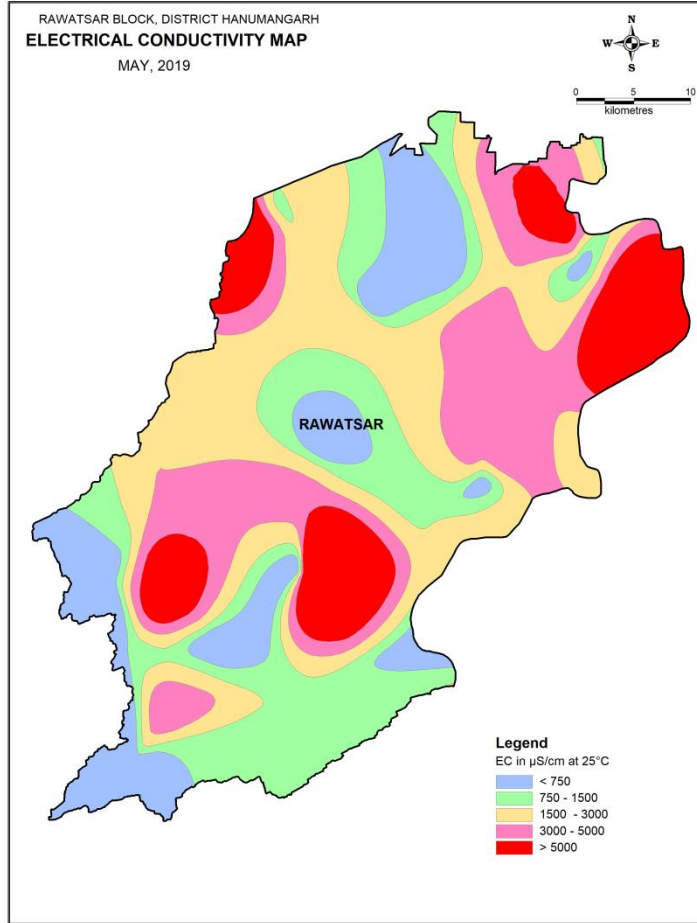 RAWATSAR BLOCK, DISTRICT HANUMANGARH
ELECTRICAL CONDUCTIVITY MAP
MAY, 2019
N
W E
S
0 5 10
kilometres
RAWATSAR
Legend
EC in µS/cm at 25°C
< 750
750 - 1500
1500 - 3000
3000 - 5000
> 5000